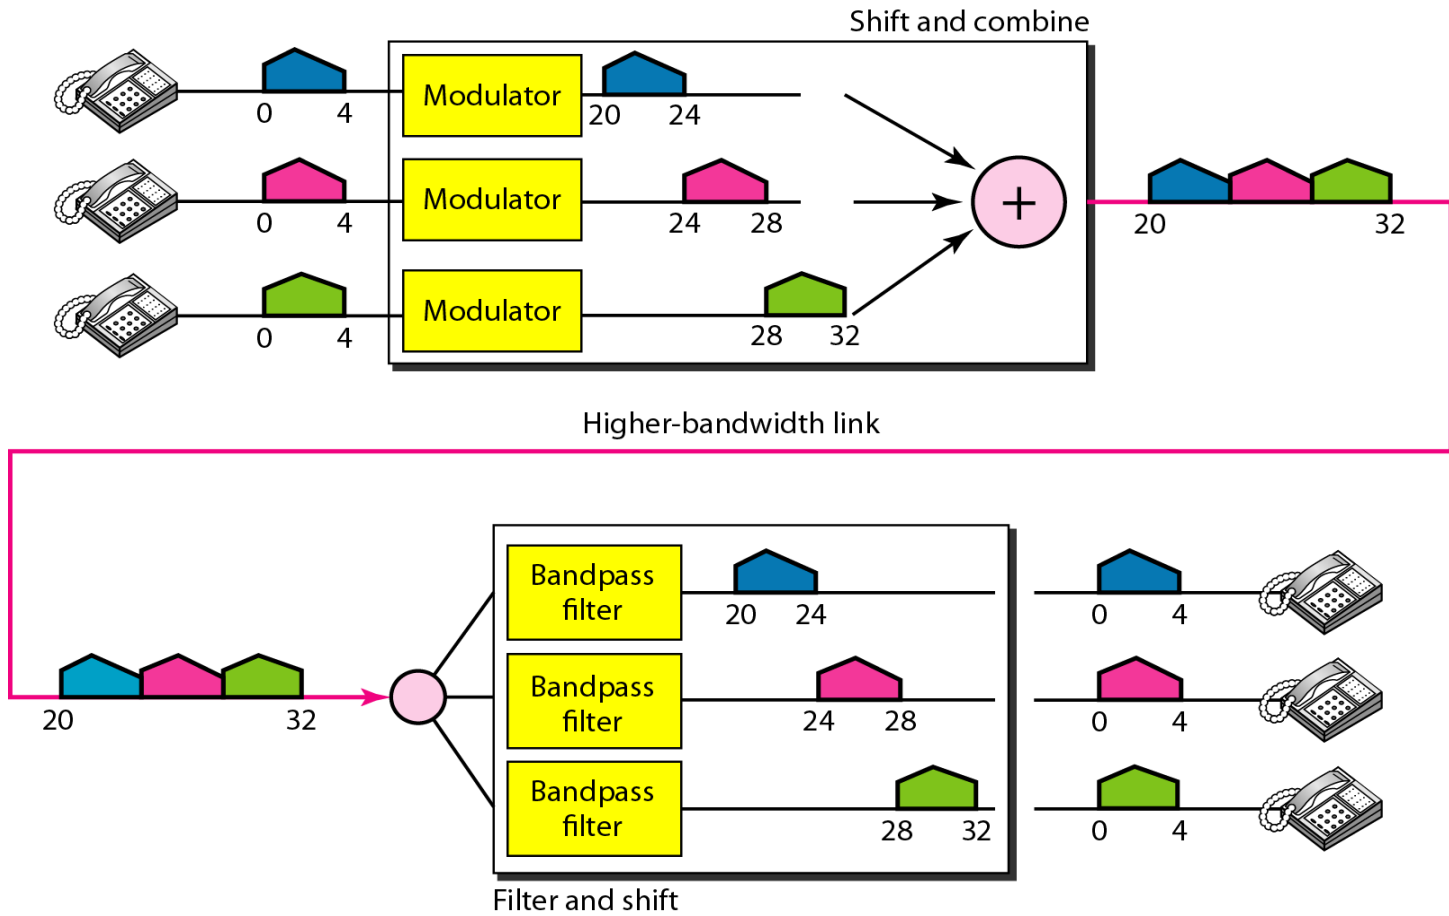 Shift and combine
Modulator
0 4
20 24
Modulator
0 4
24 28
+
20 32
Modulator
0 4
28 32
Higher-bandwidth link
Bandpass
filter
20 24
0 4
Bandpass
filter
24 28
0 4
20 32
Bandpass
filter
28 32
0 4
Filter and shift